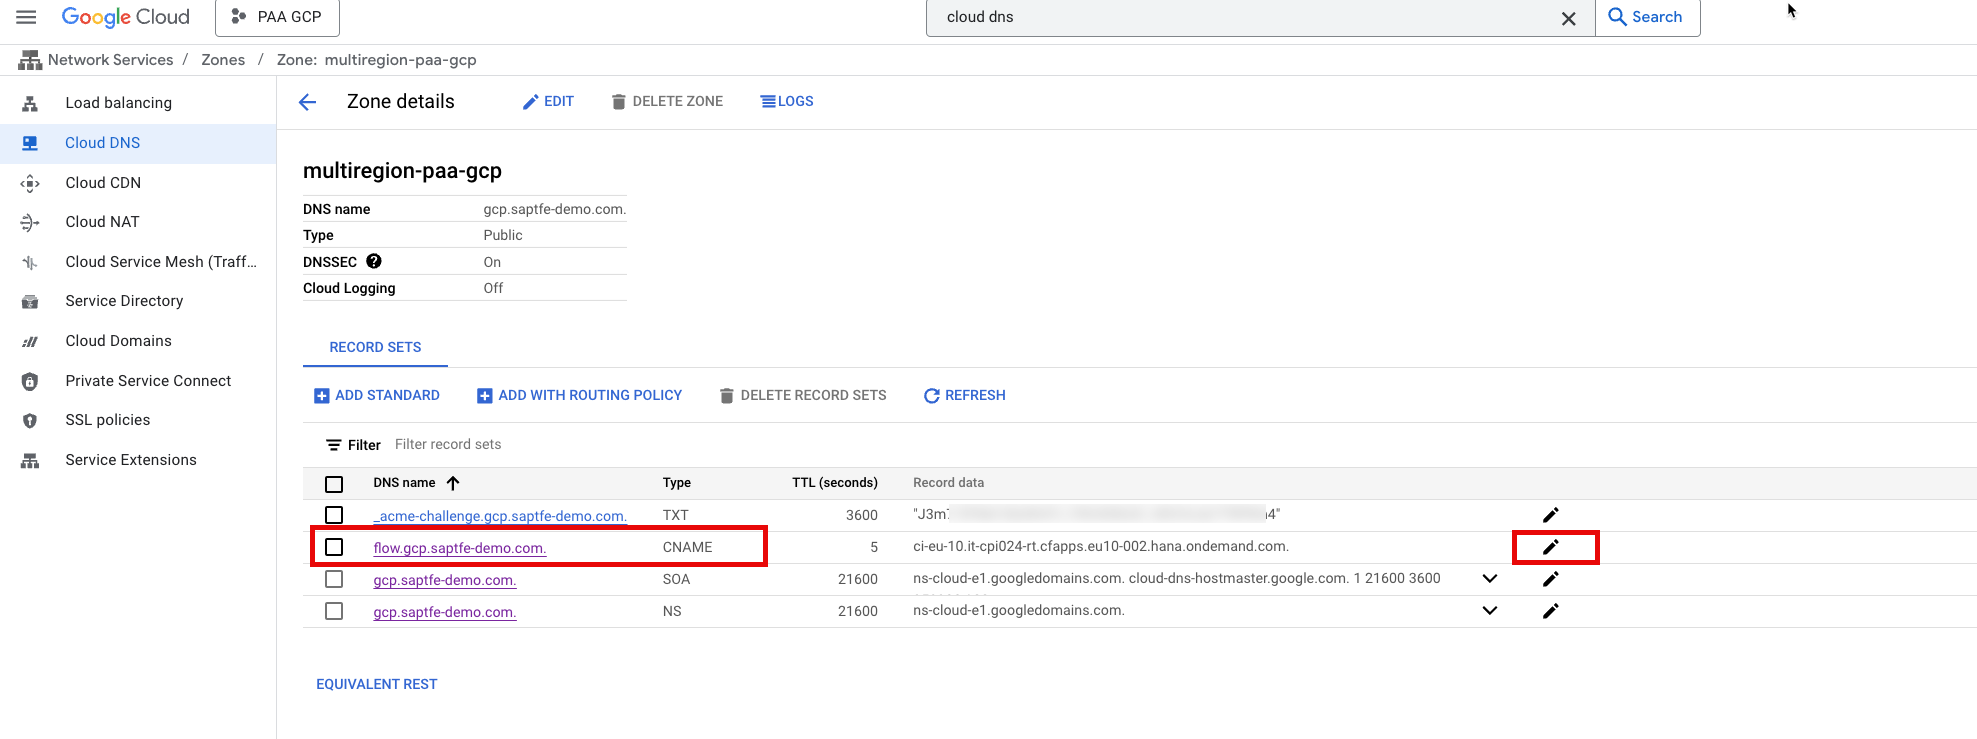 Google Cloud
PAA GCP
cloud dns
Search
Network Services / Zones / Zone: multiregion-paa-gcp
Load balancing
Cloud DNS
Cloud CDN
Cloud NAT
Cloud Service Mesh (Traff...
Service Directory
Cloud Domains
Private Service Connect
SSL policies
Service Extensions
Zone details
EDIT
DELETE ZONE
LOGS
multiregion-paa-gcp
DNS name gcp.saptfe-demo.com.
Type Public
DNSSEC ? On
Cloud Logging Off
RECORD SETS
ADD STANDARD
ADD WITH ROUTING POLICY
DELETE RECORD SETS
REFRESH
Filter Filter record sets
DNS name Type TTL (seconds) Record data
_acme-challenge.gcp.saptfe-demo.com. TXT 3600 "J3m 4"
flow.gcp.saptfe-demo.com. CNAME 5 ci-eu-10.it-cpi024-rt.cfapps.eu10-002.hana.ondemand.com.
gcp.saptfe-demo.com. SOA 21600 ns-cloud-e1.googledomains.com. cloud-dns-hostmaster.google.com. 1 21600 3600
gcp.saptfe-demo.com. NS 21600 ns-cloud-e1.googledomains.com.
EQUIVALENT REST